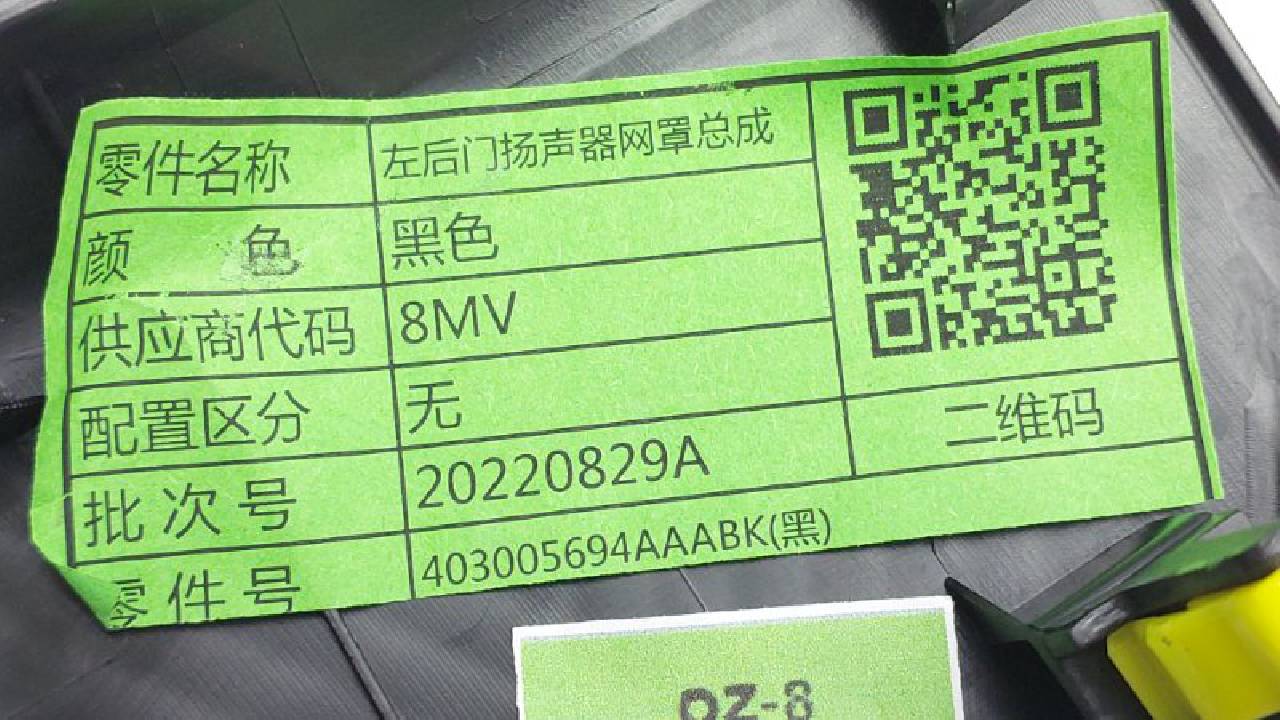 零件名称 左后门扬声器网罩总成
颜 色 黑色
供应商代码 8MV
配置区分 无
二维码
批次号 20220829A
零件号 403005694AAABK(黑)
DZ-8